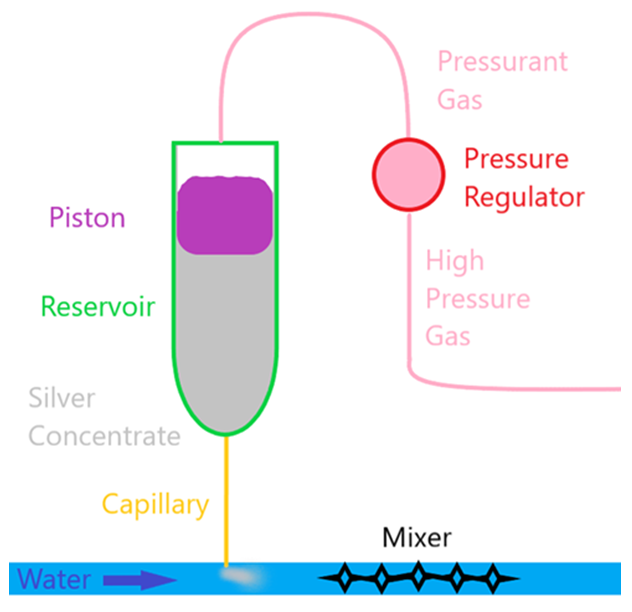 Pressurant
Gas
Pressure
Regulator
Piston
High
Pressure
Gas
Reservoir
Silver
Concentrate
Capillary
Mixer
Water